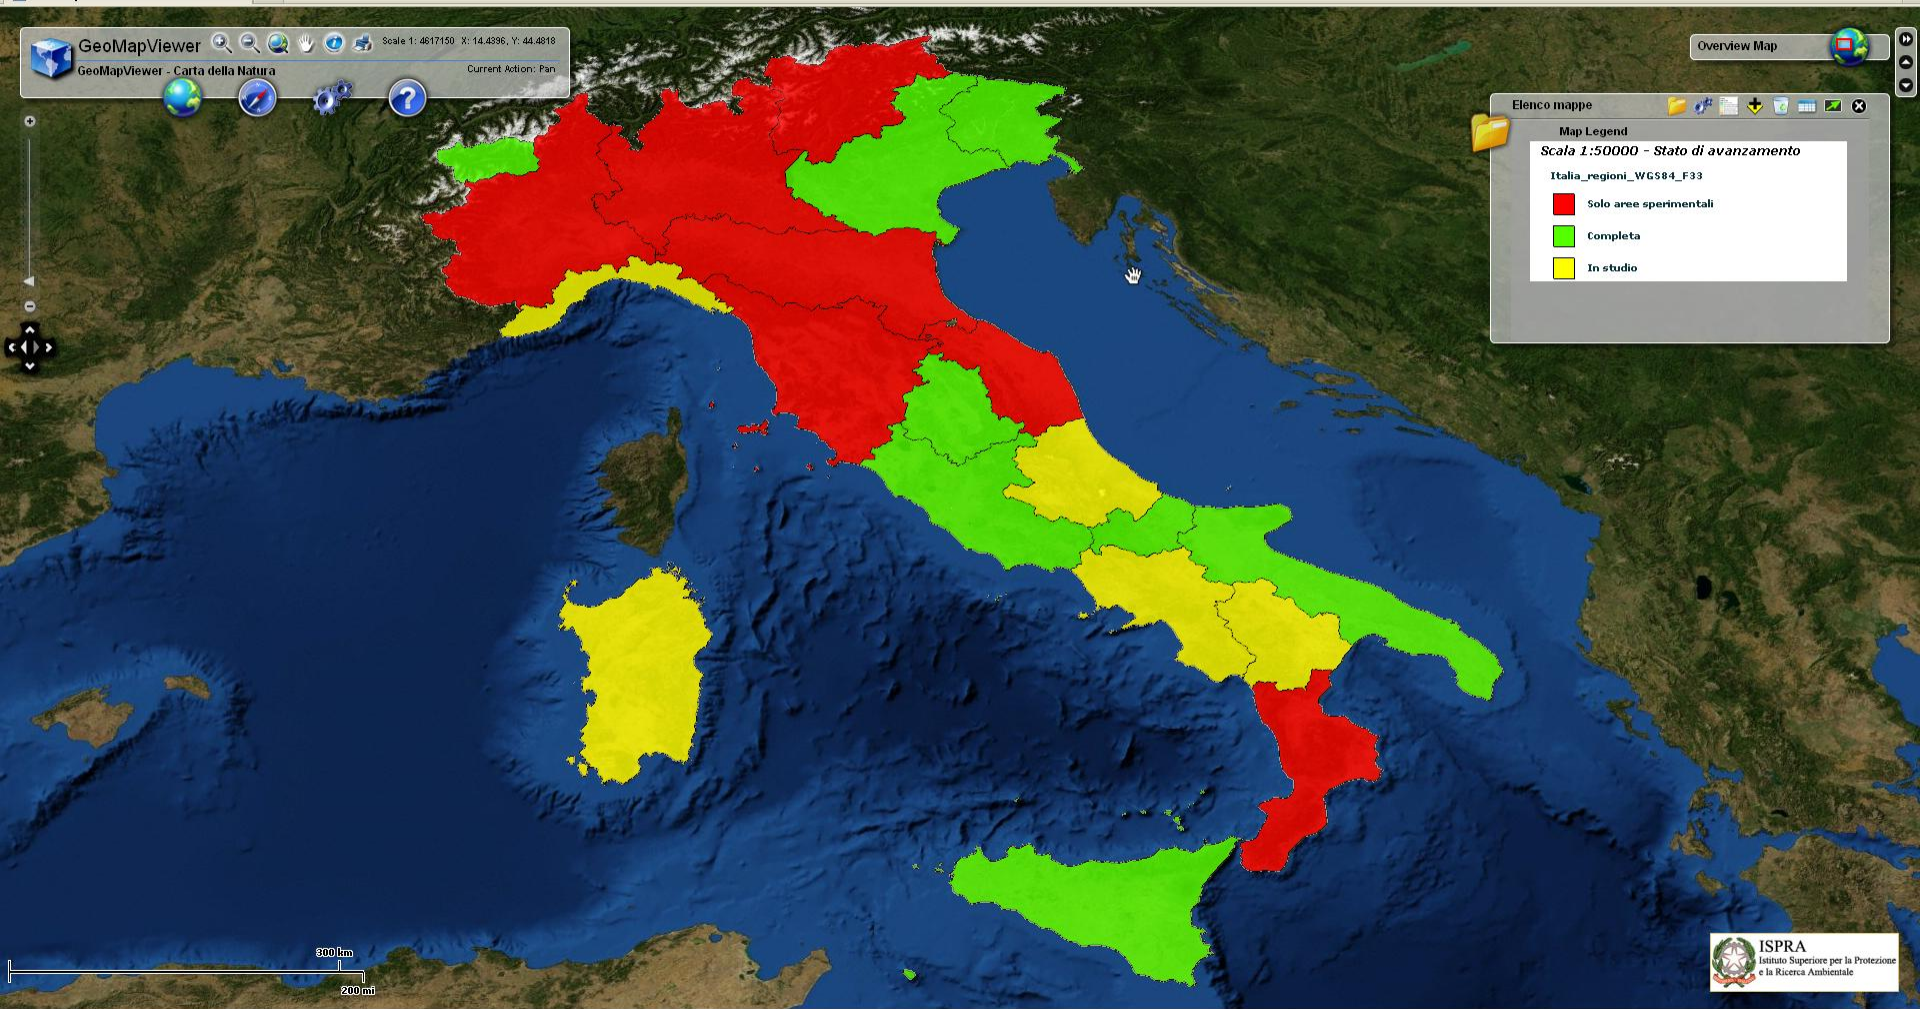 GeoMapViewer
Scale 1: 4617150 X: 14.4396, Y: 44.4818
GeoMapViewer - Carta della Natura
Current Action: Pan
Overview Map
Elenco mappe
Map Legend
Scala 1:50000 - Stato di avanzamento
Italia_regioni_WGS84_F33
Solo aree sperimentali
Completa
In studio
300 km
200 mi
ISPRA
Istituto Superiore per la Protezione
e la Ricerca Ambientale